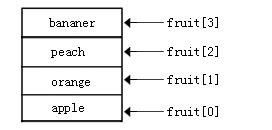 bananer fruit[3]
peach fruit[2]
orange fruit[1]
apple fruit[0]